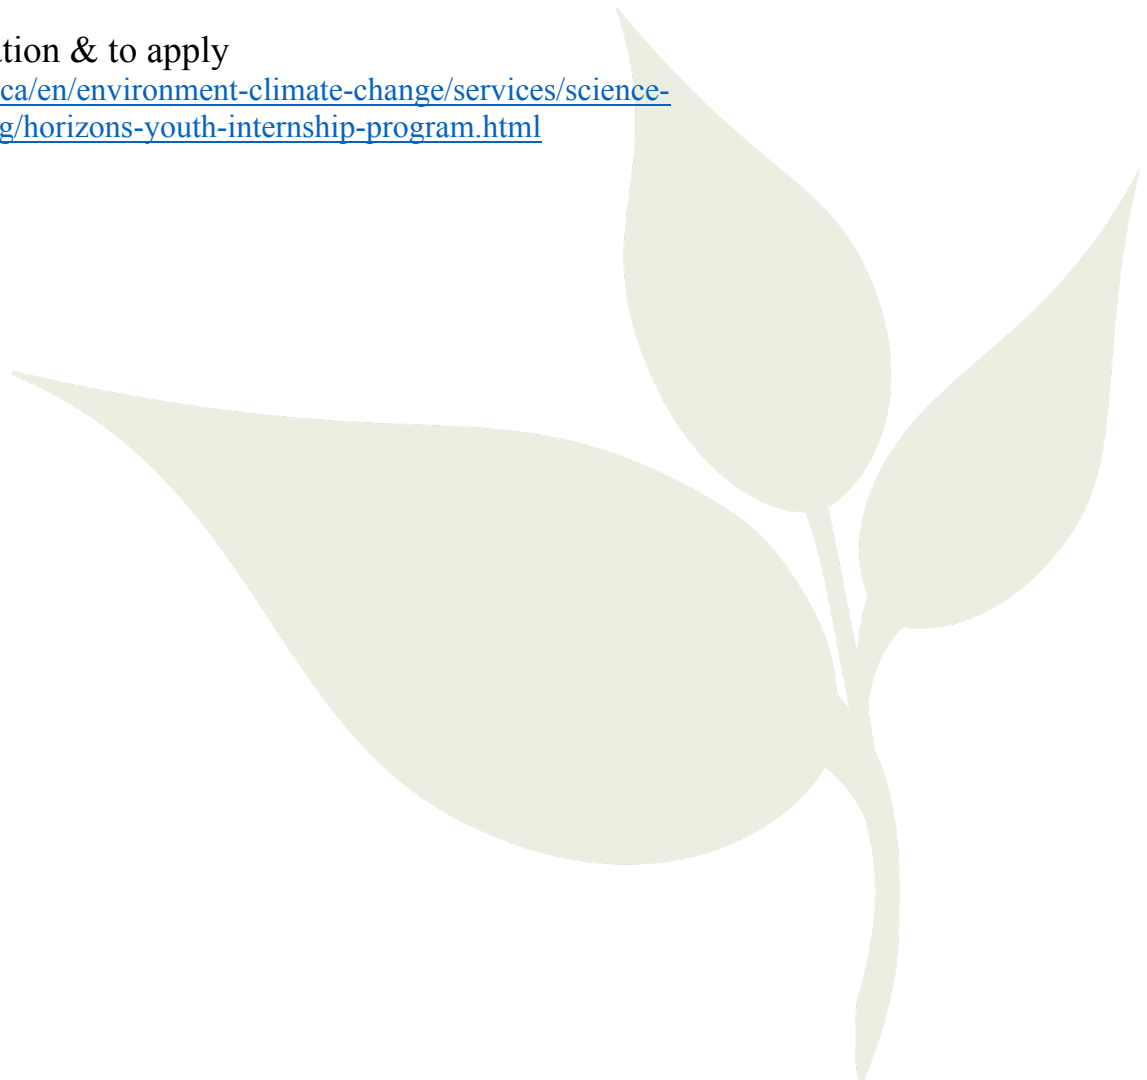 tion & to apply
ca/en/environment-climate-change/services/science-
g/horizons-youth-internship-program.html